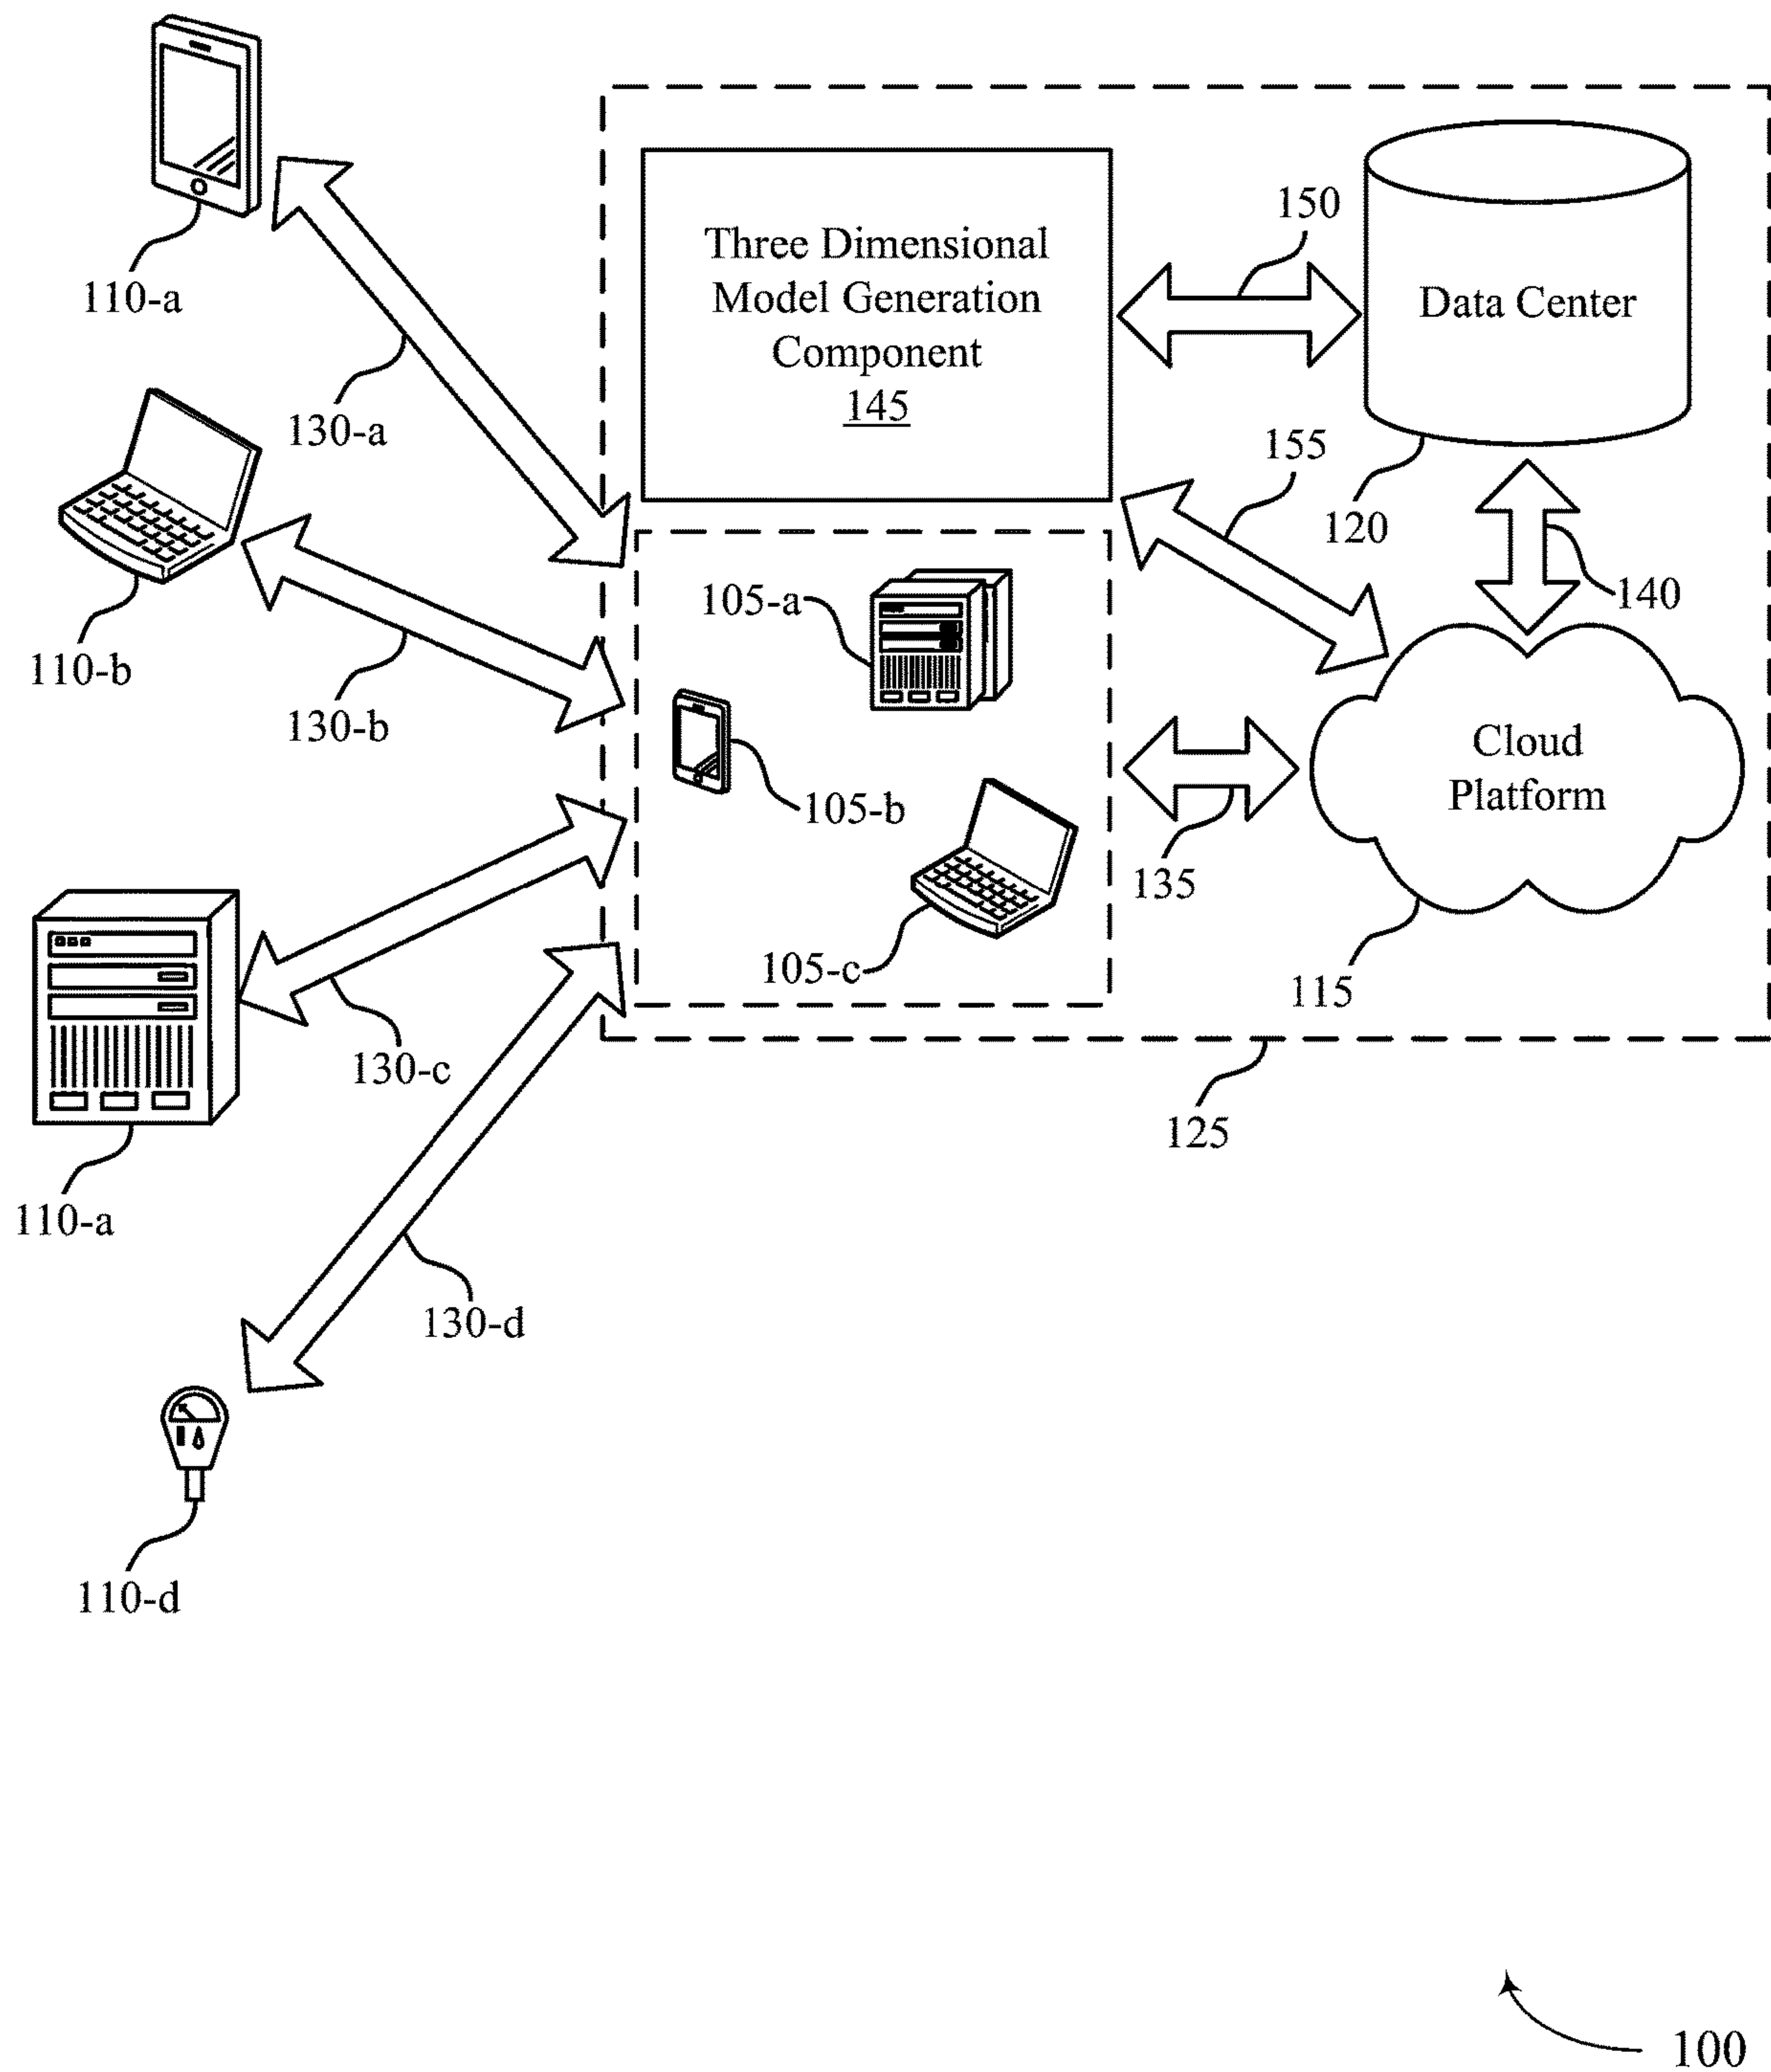 110-a
130-a
110-b
130-b
110-a
130-c
130-d
110-d
Three Dimensional
Model Generation
Component
145
150
Data Center
155
120
140
105-a
105-b
105-c
135
Cloud
Platform
115
125
100